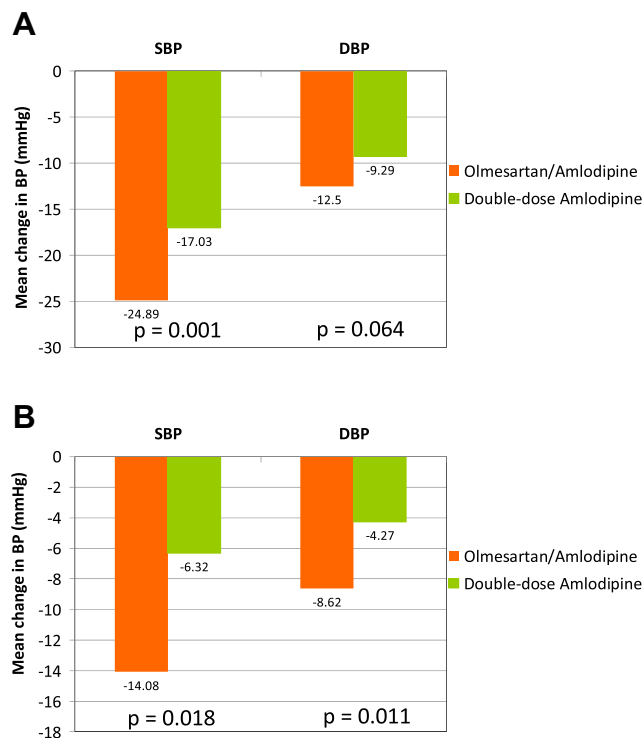 A
SBP DBP
0
-5
-10
-15
-20
-25
-30
Mean change in BP (mmHg)
-24.89
-17.03
-12.5
-9.29
p = 0.001 p = 0.064
Olmesartan/Amlodipine
Double-dose Amlodipine
B
SBP DBP
0
-2
-4
-6
-8
-10
-12
-14
-16
-18
Mean change in BP (mmHg)
-14.08
-6.32
-8.62
-4.27
p = 0.018 p = 0.011
Olmesartan/Amlodipine
Double-dose Amlodipine